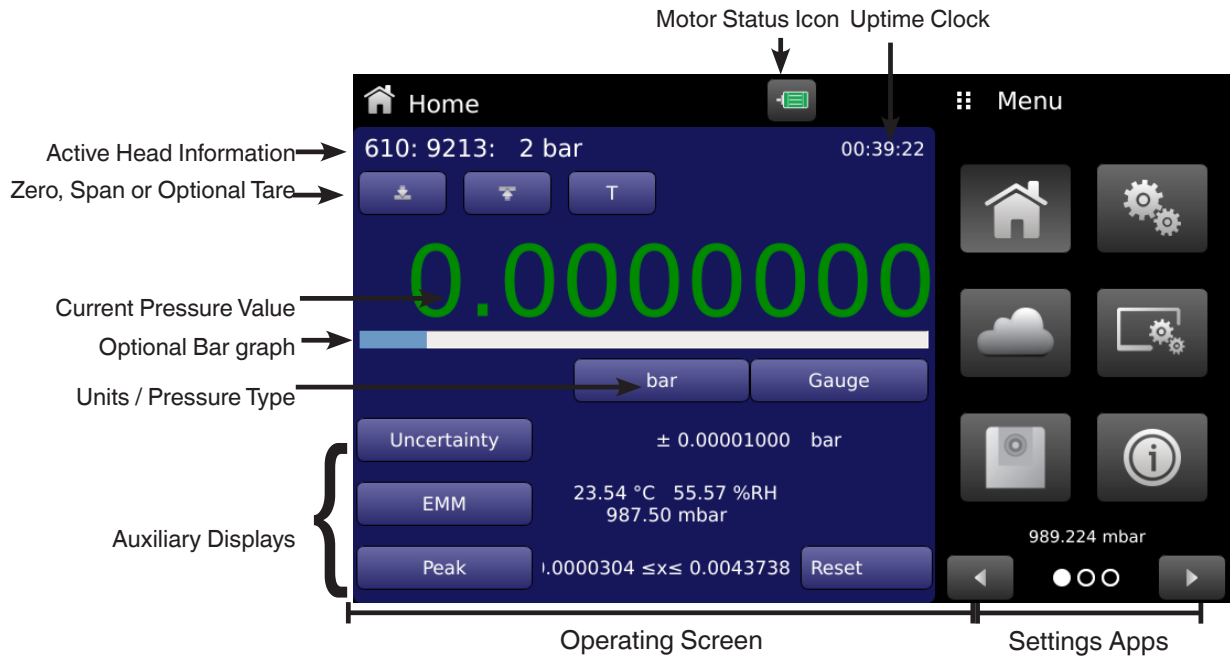 Motor Status Icon Uptime Clock
Home
Menu
Active Head Information
610: 9213: 2 bar
00:39:22
Zero, Span or Optional Tare
T
0.0000000
Current Pressure Value
Optional Bar graph
Units / Pressure Type
bar
Gauge
Uncertainty
± 0.00001000 bar
EMM
23.54 °C 55.57 %RH
987.50 mbar
Auxiliary Displays
Peak
.0000304 ≤x≤ 0.0043738
Reset
989.224 mbar
Operating Screen
Settings Apps